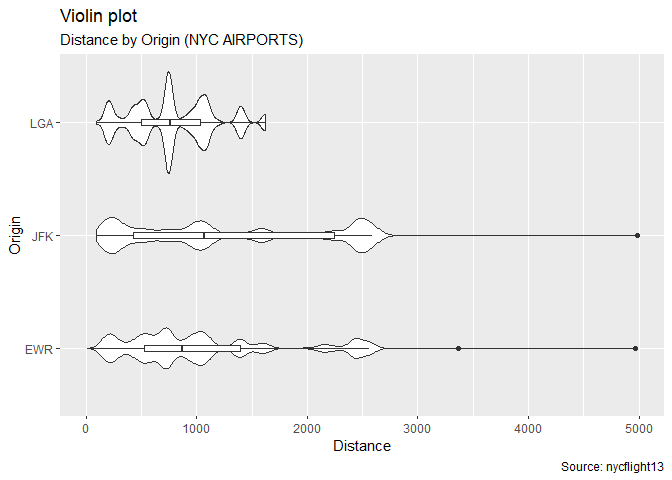 Violin plot
Distance by Origin (NYC AIRPORTS)
Origin
LGA
JFK
EWR
0 1000 2000 3000 4000 5000
Distance
Source: nycflight13